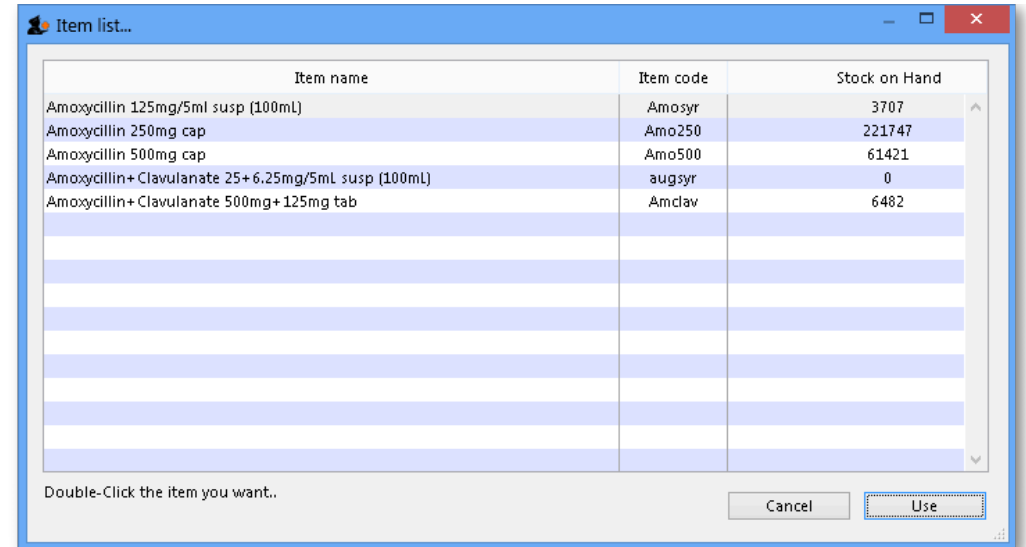 Item list...
Item name Item code Stock on Hand
Amoxycillin 125mg/5ml susp (100mL) Amosyr 3707
Amoxycillin 250mg cap Amo250 221747
Amoxycillin 500mg cap Amo500 61421
Amoxycillin+Clavulanate 25+6.25mg/5mL susp (100mL) augsyr 0
Amoxycillin+Clavulanate 500mg+125mg tab Amclav 6482
Double-Click the item you want..
Cancel Use